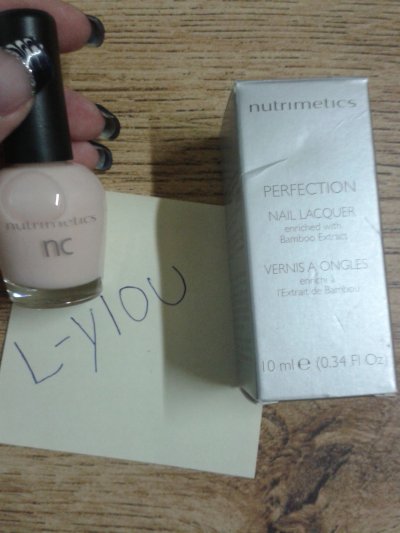 nutrimetics
nc
L-ylou
nutrimetics
PERFECTION
NAIL LACQUER
enriched with
Bamboo Extract
VERNIS A ONGLES
enrichi à
l'Extrait de Bambou
10 ml e (0.34 Fl Oz)